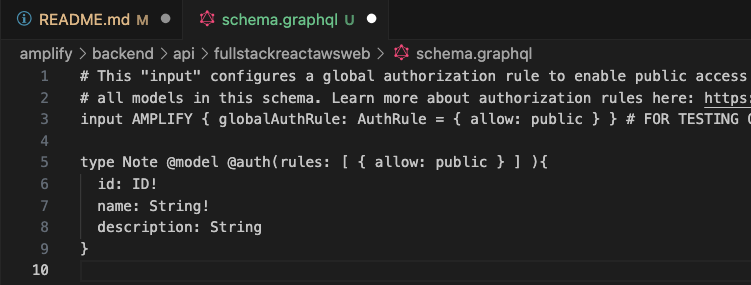 README.md M
schema.graphql U
amplify > backend > api > fullstackreactawsweb > schema.graphql
1 # This "input" configures a global authorization rule to enable public access
2 # all models in this schema. Learn more about authorization rules here: https:
3 input AMPLIFY { globalAuthRule: AuthRule = { allow: public } } # FOR TESTING
4
5 type Note @model @auth(rules: [ { allow: public } ] ){
6 id: ID!
7 name: String!
8 description: String
9 }
10